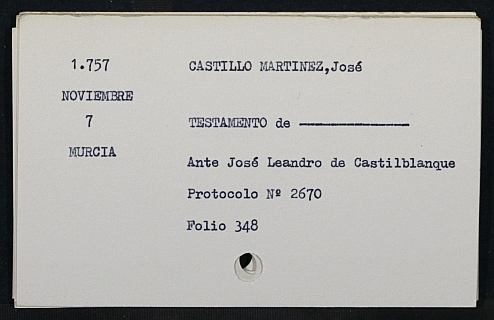 1.757
CASTILLO MARTINEZ,José
NOVIEMBRE
7
TESTAMENTO de ——————
MURCIA
Ante José Leandro de Castilblanque
Protocolo Nº 2670
Folio 348